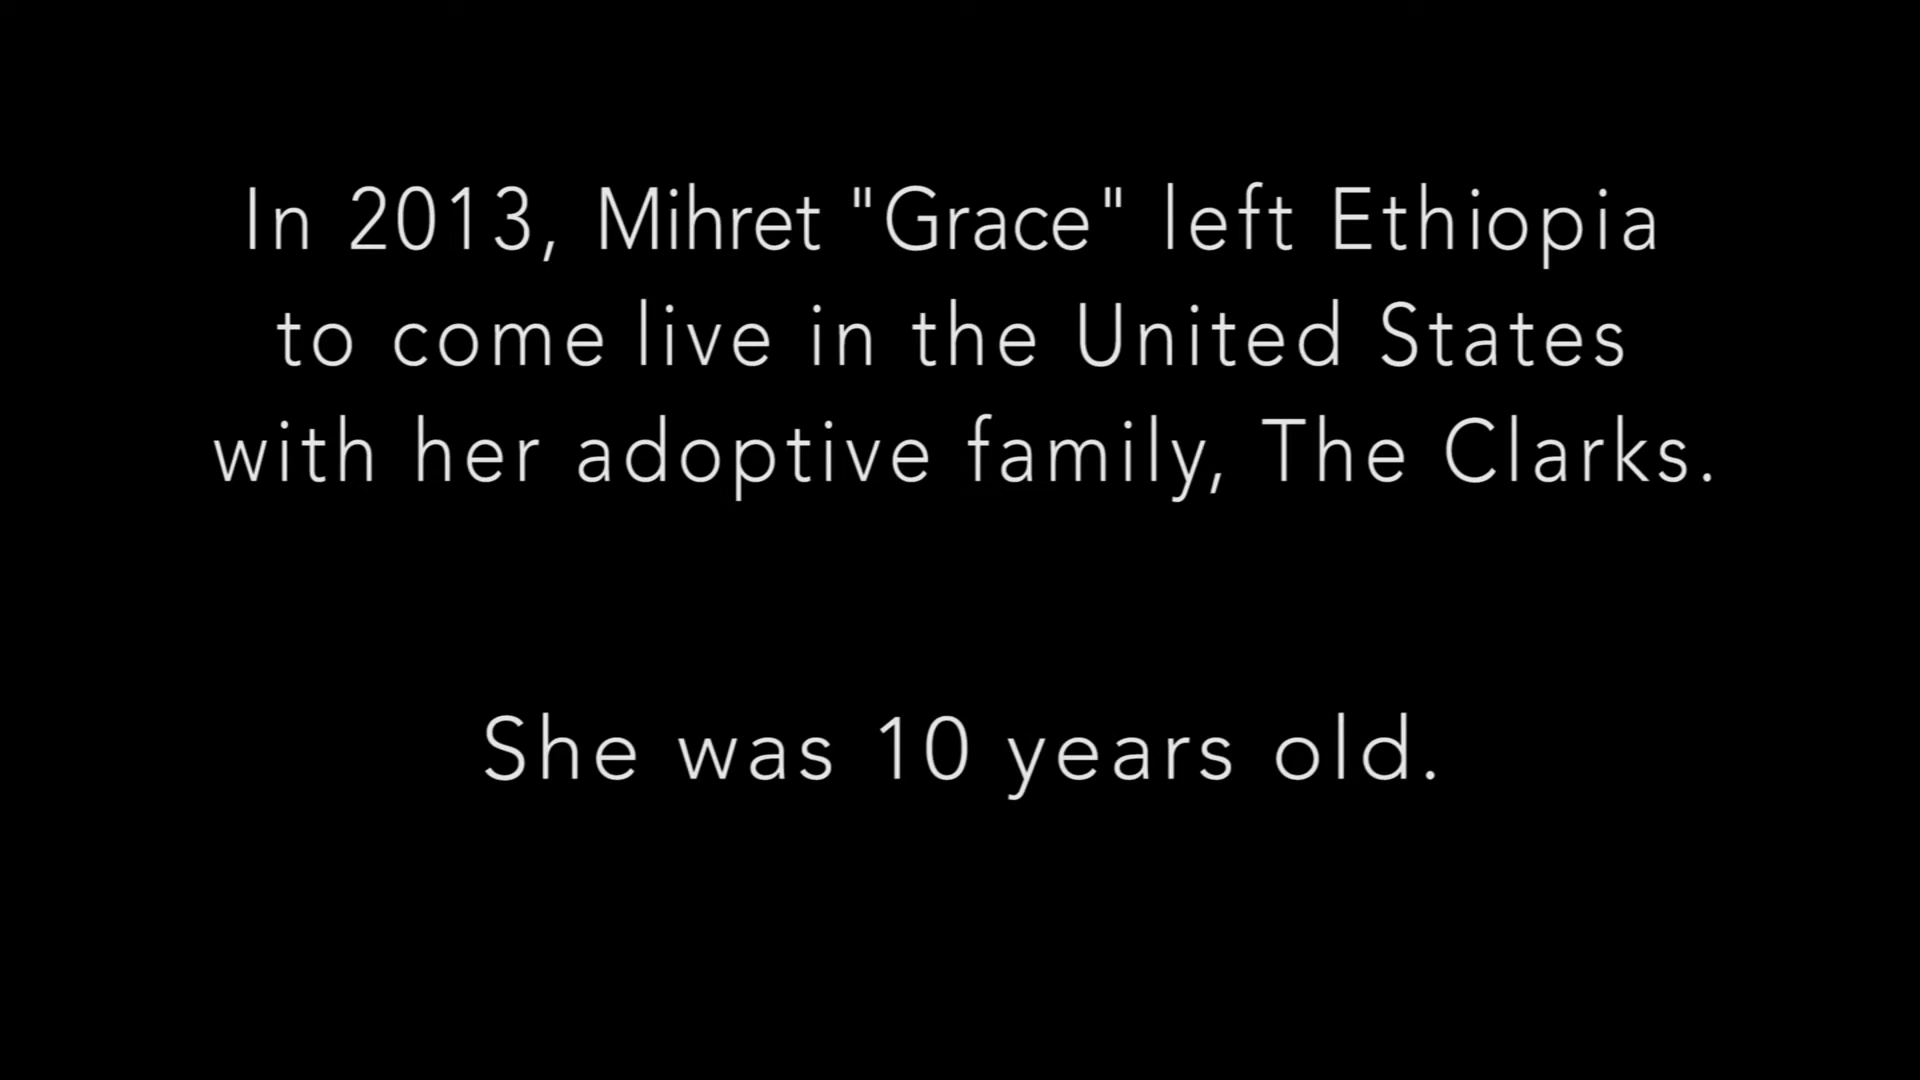 In 2013, Mihret "Grace" left Ethiopia
to come live in the United States
with her adoptive family, The Clarks.
She was 10 years old.